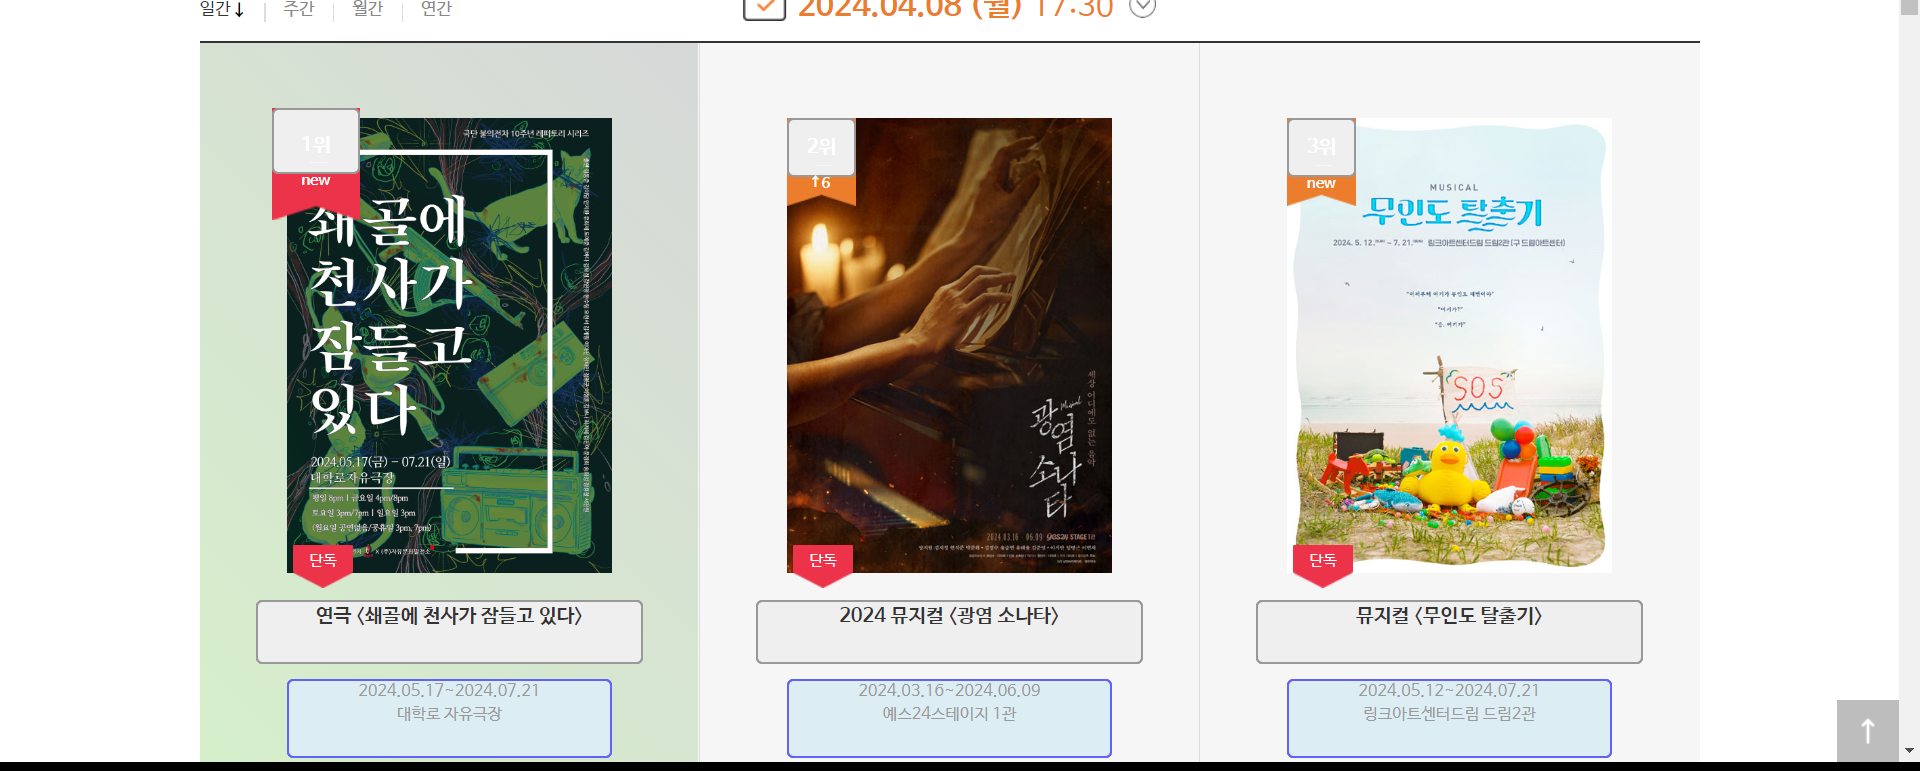 일간↓
주간
월간
연간
2024.04.08 (월) 17:30
1위
new
극단 불의전차 10주년 레퍼토리 시리즈
쇄골에
천사가
잠들고
있다
2024.05.17(금) – 07.21(일)
대학로자유극장
평일 8pm | 금요일 4pm/8pm
토요일 3pm/7pm | 일요일 3pm
(월요일 공연없음/공휴일 3pm, 7pm)
단독
연극 〈쇄골에 천사가 잠들고 있다〉
2024.05.17~2024.07.21
대학로 자유극장
2위
↑6
세상 어디에도 없는 음악
Musical
광염
소나
타
2024.03.16 - 06.09 yes24 STAGE 1관
단독
2024 뮤지컬 〈광염 소나타〉
2024.03.16~2024.06.09
예스24스테이지 1관
3위
new
MUSICAL
무인도 탈출기
2024. 5. 12. ~ 7. 21. 링크아트센터드림 드림2관 (구 드림아트센터)
"여기가?"
"응, 여기가"
SOS
단독
뮤지컬 〈무인도 탈출기〉
2024.05.12~2024.07.21
링크아트센터드림 드림2관
↑